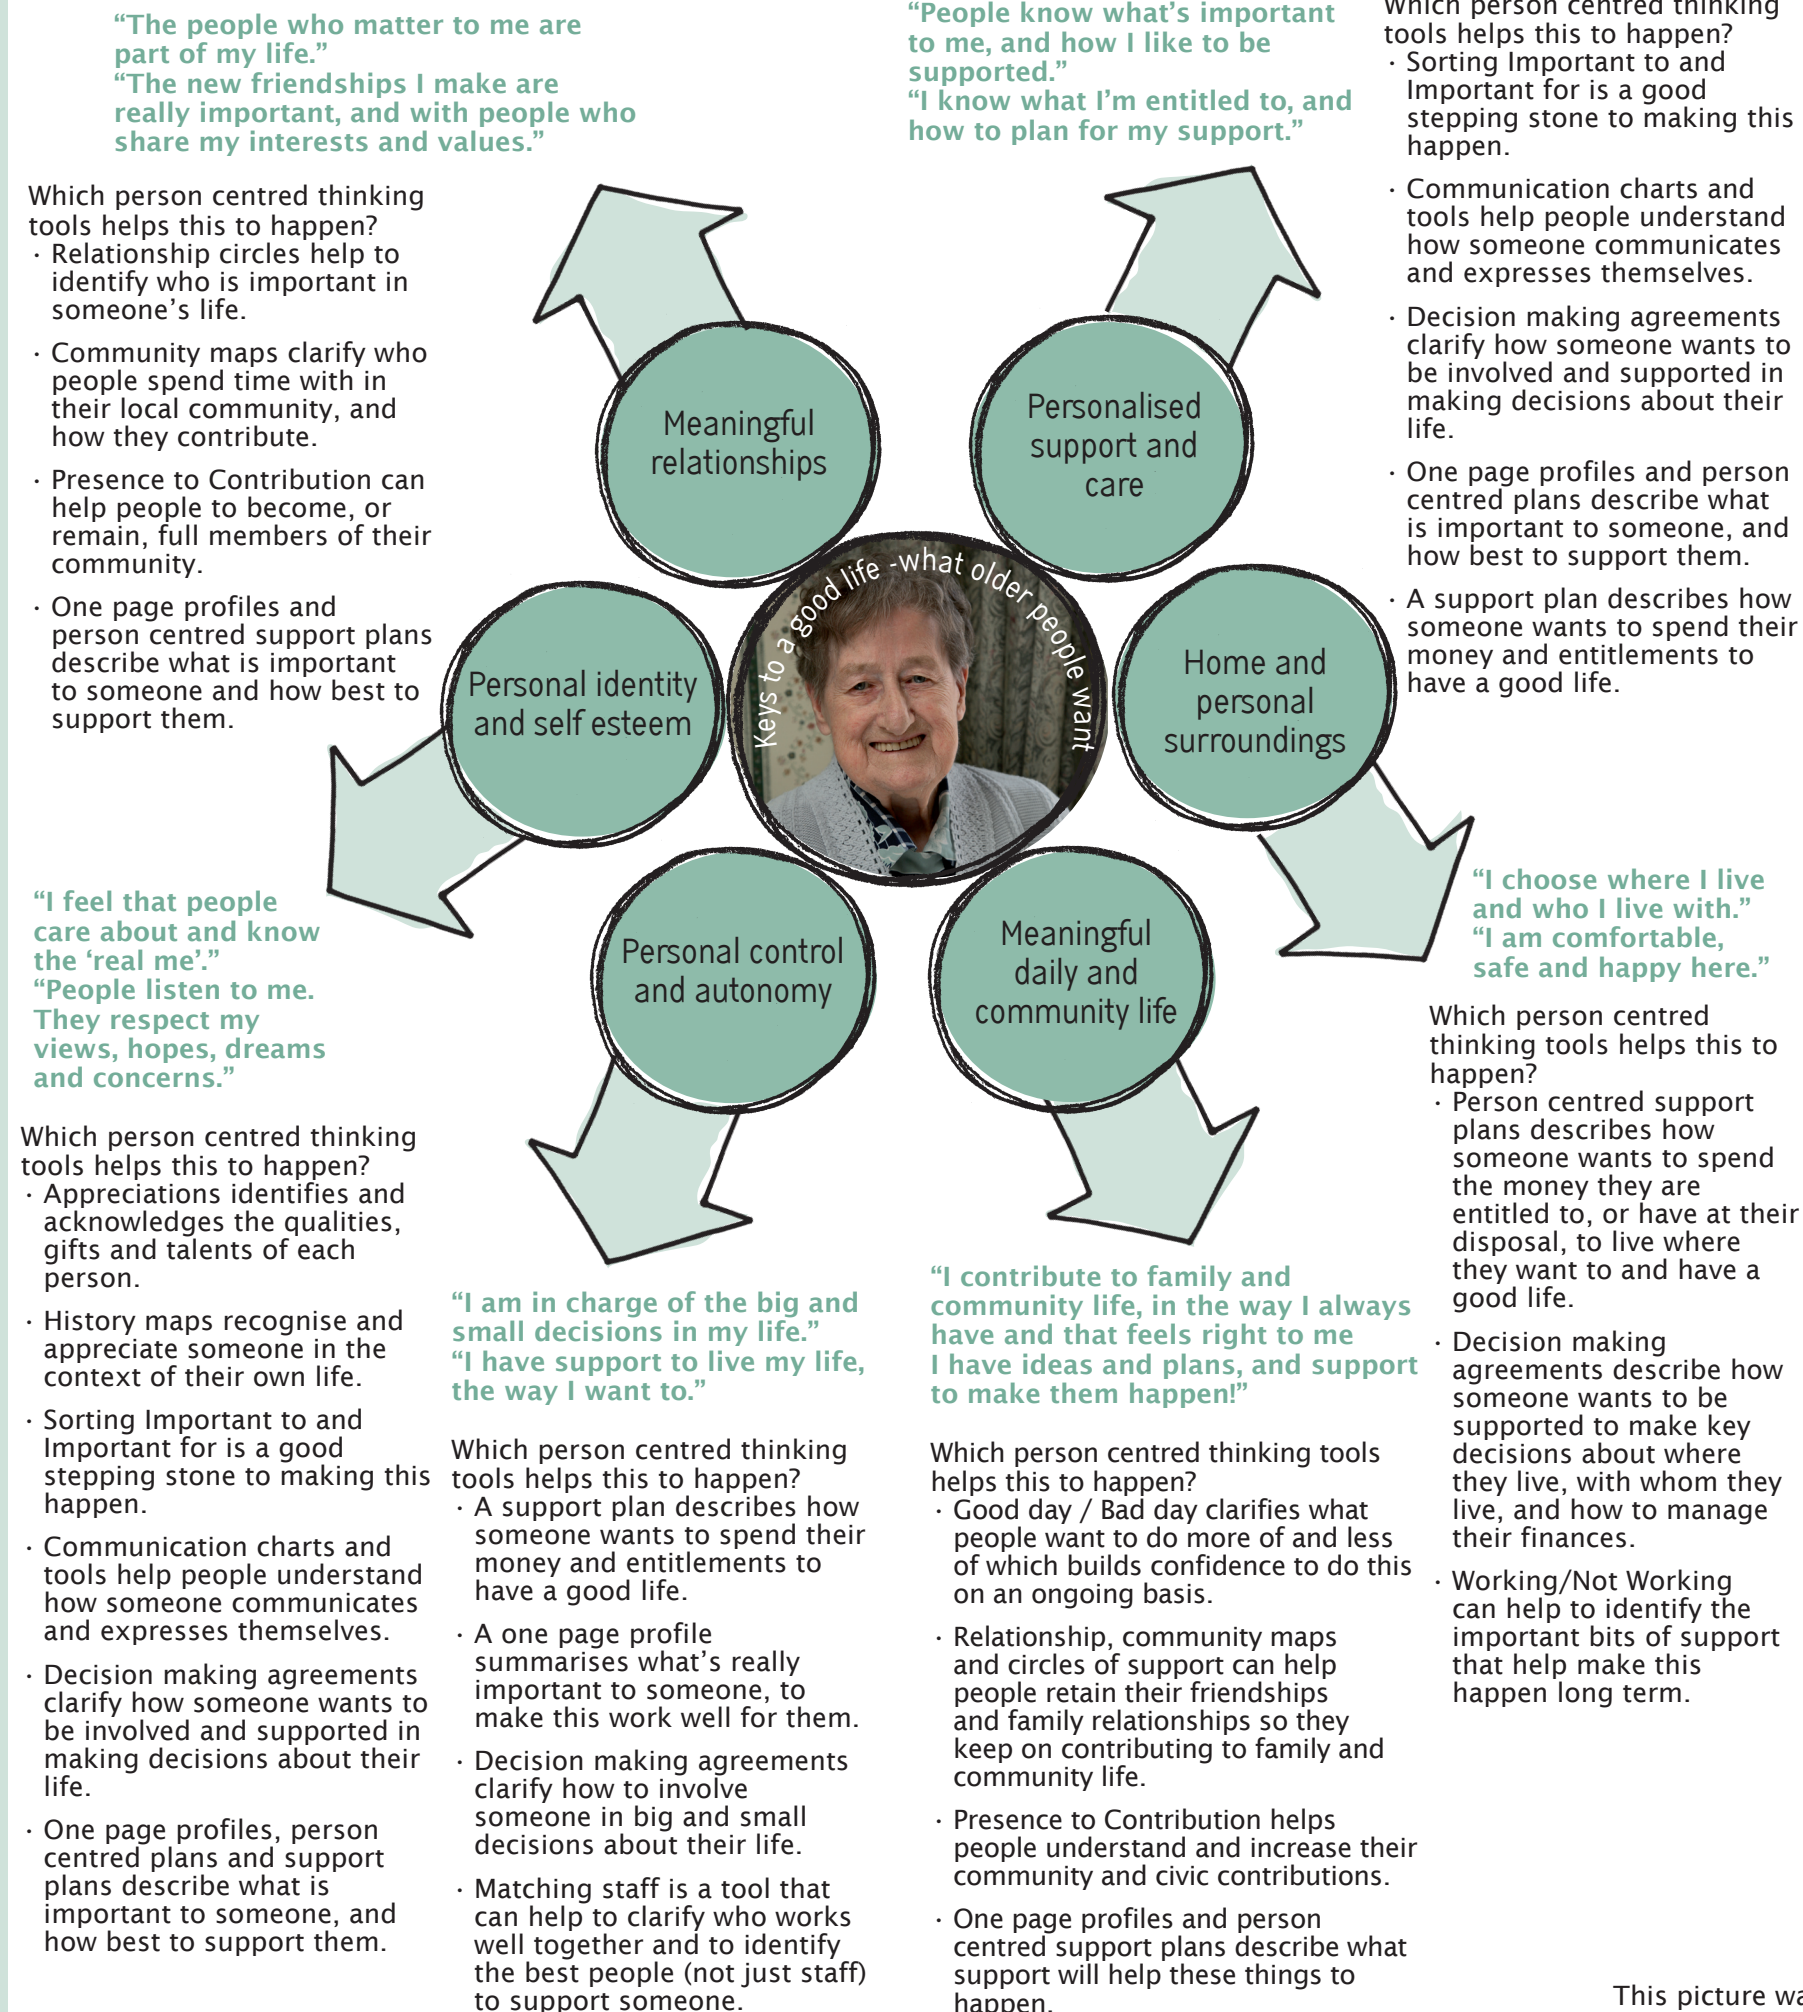 “The people who matter to me are
part of my life.”
“The new friendships I make are
really important, and with people who
share my interests and values.”
Which person centred thinking
tools helps this to happen?
· Relationship circles help to
identify who is important in
someone’s life.
· Community maps clarify who
people spend time with in
their local community, and
how they contribute.
· Presence to Contribution can
help people to become, or
remain, full members of their
community.
· One page profiles and
person centred support plans
describe what is important
to someone and how best to
support them.
“People know what’s important
to me, and how I like to be
supported.”
“I know what I’m entitled to, and
how to plan for my support.”
Which person centred thinking
tools helps this to happen?
· Sorting Important to and
Important for is a good
stepping stone to making this
happen.
· Communication charts and
tools help people understand
how someone communicates
and expresses themselves.
· Decision making agreements
clarify how someone wants to
be involved and supported in
making decisions about their
life.
· One page profiles and person
centred plans describe what
is important to someone, and
how best to support them.
· A support plan describes how
someone wants to spend their
money and entitlements to
have a good life.
Meaningful
relationships
Personalised
support and
care
Keys to a good life -what older people want
Personal identity
and self esteem
Home and
personal
surroundings
Personal control
and autonomy
Meaningful
daily and
community life
“I feel that people
care about and know
the ‘real me’.”
“People listen to me.
They respect my
views, hopes, dreams
and concerns.”
Which person centred thinking
tools helps this to happen?
· Appreciations identifies and
acknowledges the qualities,
gifts and talents of each
person.
· History maps recognise and
appreciate someone in the
context of their own life.
· Sorting Important to and
Important for is a good
stepping stone to making this
happen.
· Communication charts and
tools help people understand
how someone communicates
and expresses themselves.
· Decision making agreements
clarify how someone wants to
be involved and supported in
making decisions about their
life.
· One page profiles, person
centred plans and support
plans describe what is
important to someone, and
how best to support them.
“I am in charge of the big and
small decisions in my life.”
“I have support to live my life,
the way I want to.”
Which person centred thinking
tools helps this to happen?
· A support plan describes how
someone wants to spend their
money and entitlements to
have a good life.
· A one page profile
summarises what’s really
important to someone, to
make this work well for them.
· Decision making agreements
clarify how to involve
someone in big and small
decisions about their life.
· Matching staff is a tool that
can help to clarify who works
well together and to identify
the best people (not just staff)
to support someone.
“I contribute to family and
community life, in the way I always
have and that feels right to me
I have ideas and plans, and support
to make them happen!”
Which person centred thinking tools
helps this to happen?
· Good day / Bad day clarifies what
people want to do more of and less
of which builds confidence to do this
on an ongoing basis.
· Relationship, community maps
and circles of support can help
people retain their friendships
and family relationships so they
keep on contributing to family and
community life.
· Presence to Contribution helps
people understand and increase their
community and civic contributions.
· One page profiles and person
centred support plans describe what
support will help these things to
happen.
“I choose where I live
and who I live with.”
“I am comfortable,
safe and happy here.”
Which person centred
thinking tools helps this to
happen?
· Person centred support
plans describes how
someone wants to spend
the money they are
entitled to, or have at their
disposal, to live where
they want to and have a
good life.
· Decision making
agreements describe how
someone wants to be
supported to make key
decisions about where
they live, with whom they
live, and how to manage
their finances.
· Working/Not Working
can help to identify the
important bits of support
that help make this
happen long term.
This picture